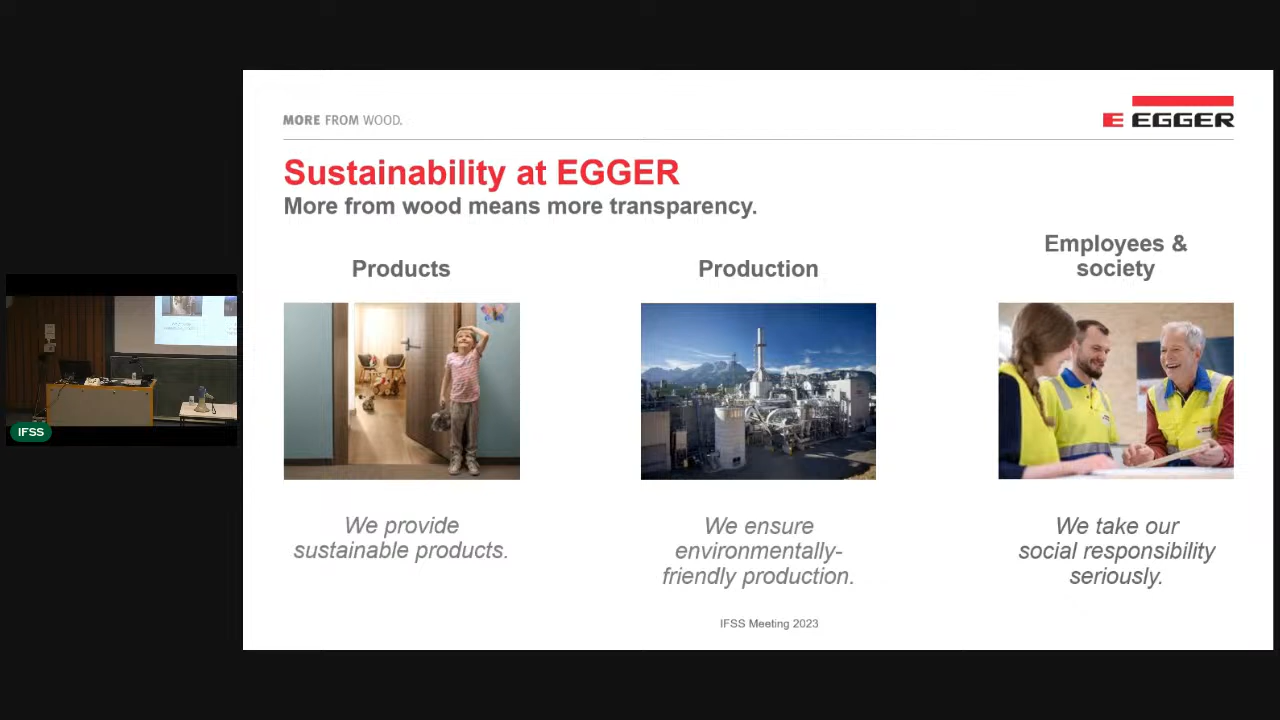 MORE FROM WOOD.
E EGGER
Sustainability at EGGER
More from wood means more transparency.
Products
Production
Employees &
society
We provide
sustainable products.
We ensure
environmentally-
friendly production.
We take our
social responsibility
seriously.
IFSS Meeting 2023
IFSS